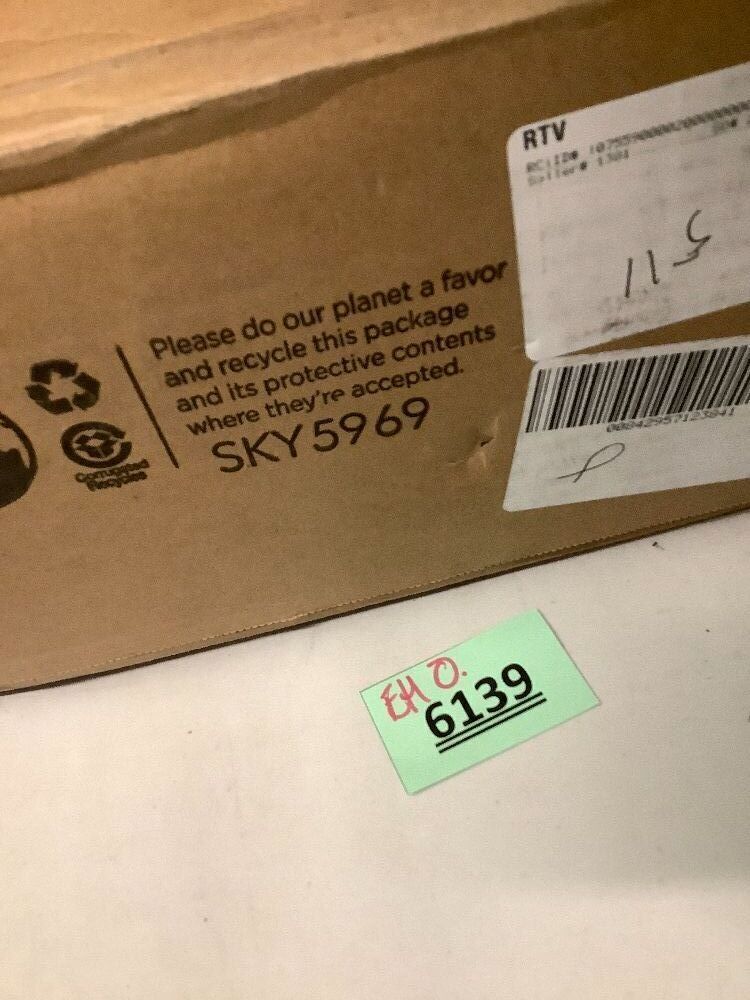 RTV
Please do our planet a favor
and recycle this package
and its protective contents
where they're accepted.
SKY5969
Corrugated
Recycles
115
00042957123841
EH O.
6139